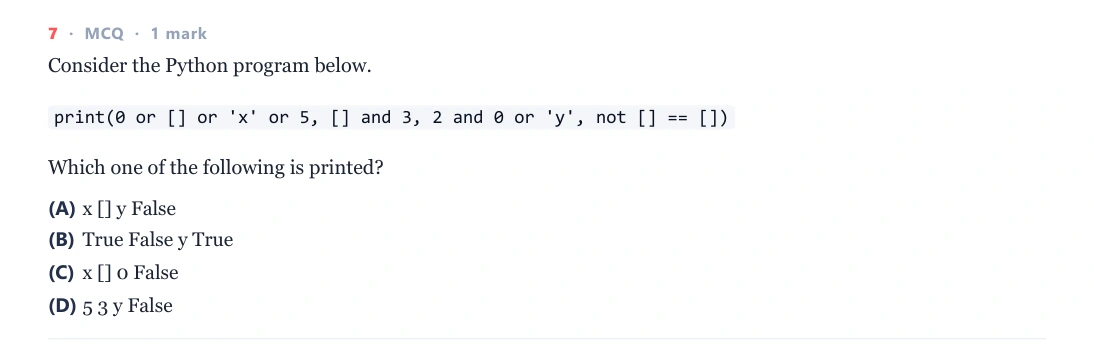 7 · MCQ · 1 mark
Consider the Python program below.
print(0 or [] or 'x' or 5, [] and 3, 2 and 0 or 'y', not [] == [])
Which one of the following is printed?
(A) x [] y False
(B) True False y True
(C) x [] 0 False
(D) 5 3 y False